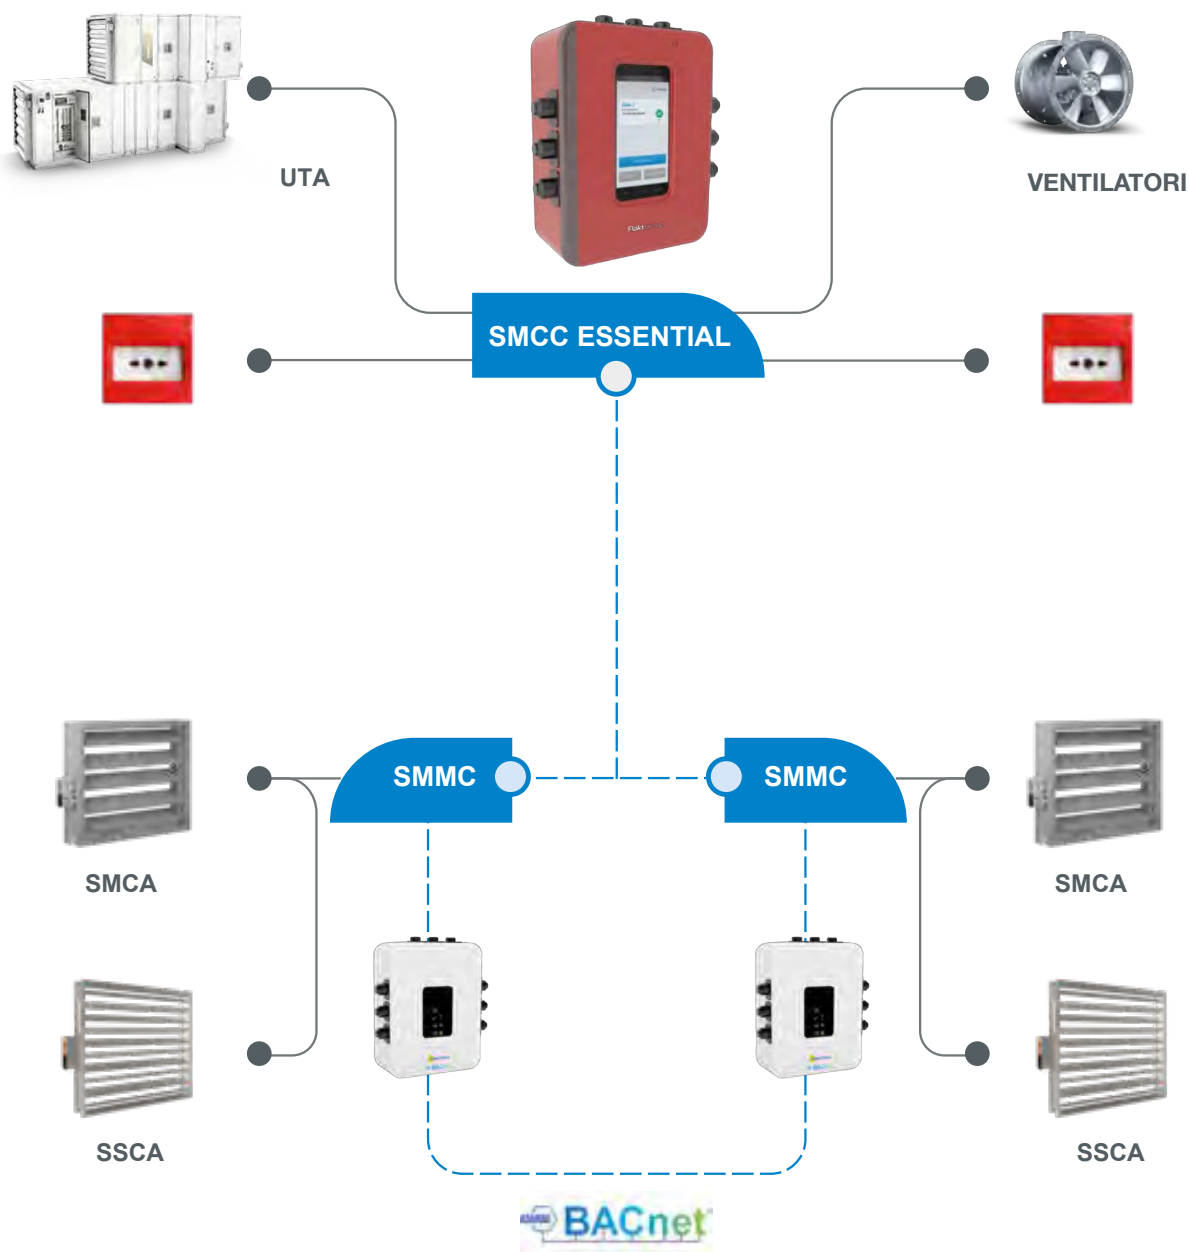 UTA
VENTILATORI
SMCC ESSENTIAL
SMMC
SMMC
SMCA
SMCA
SSCA
SSCA
BACnet